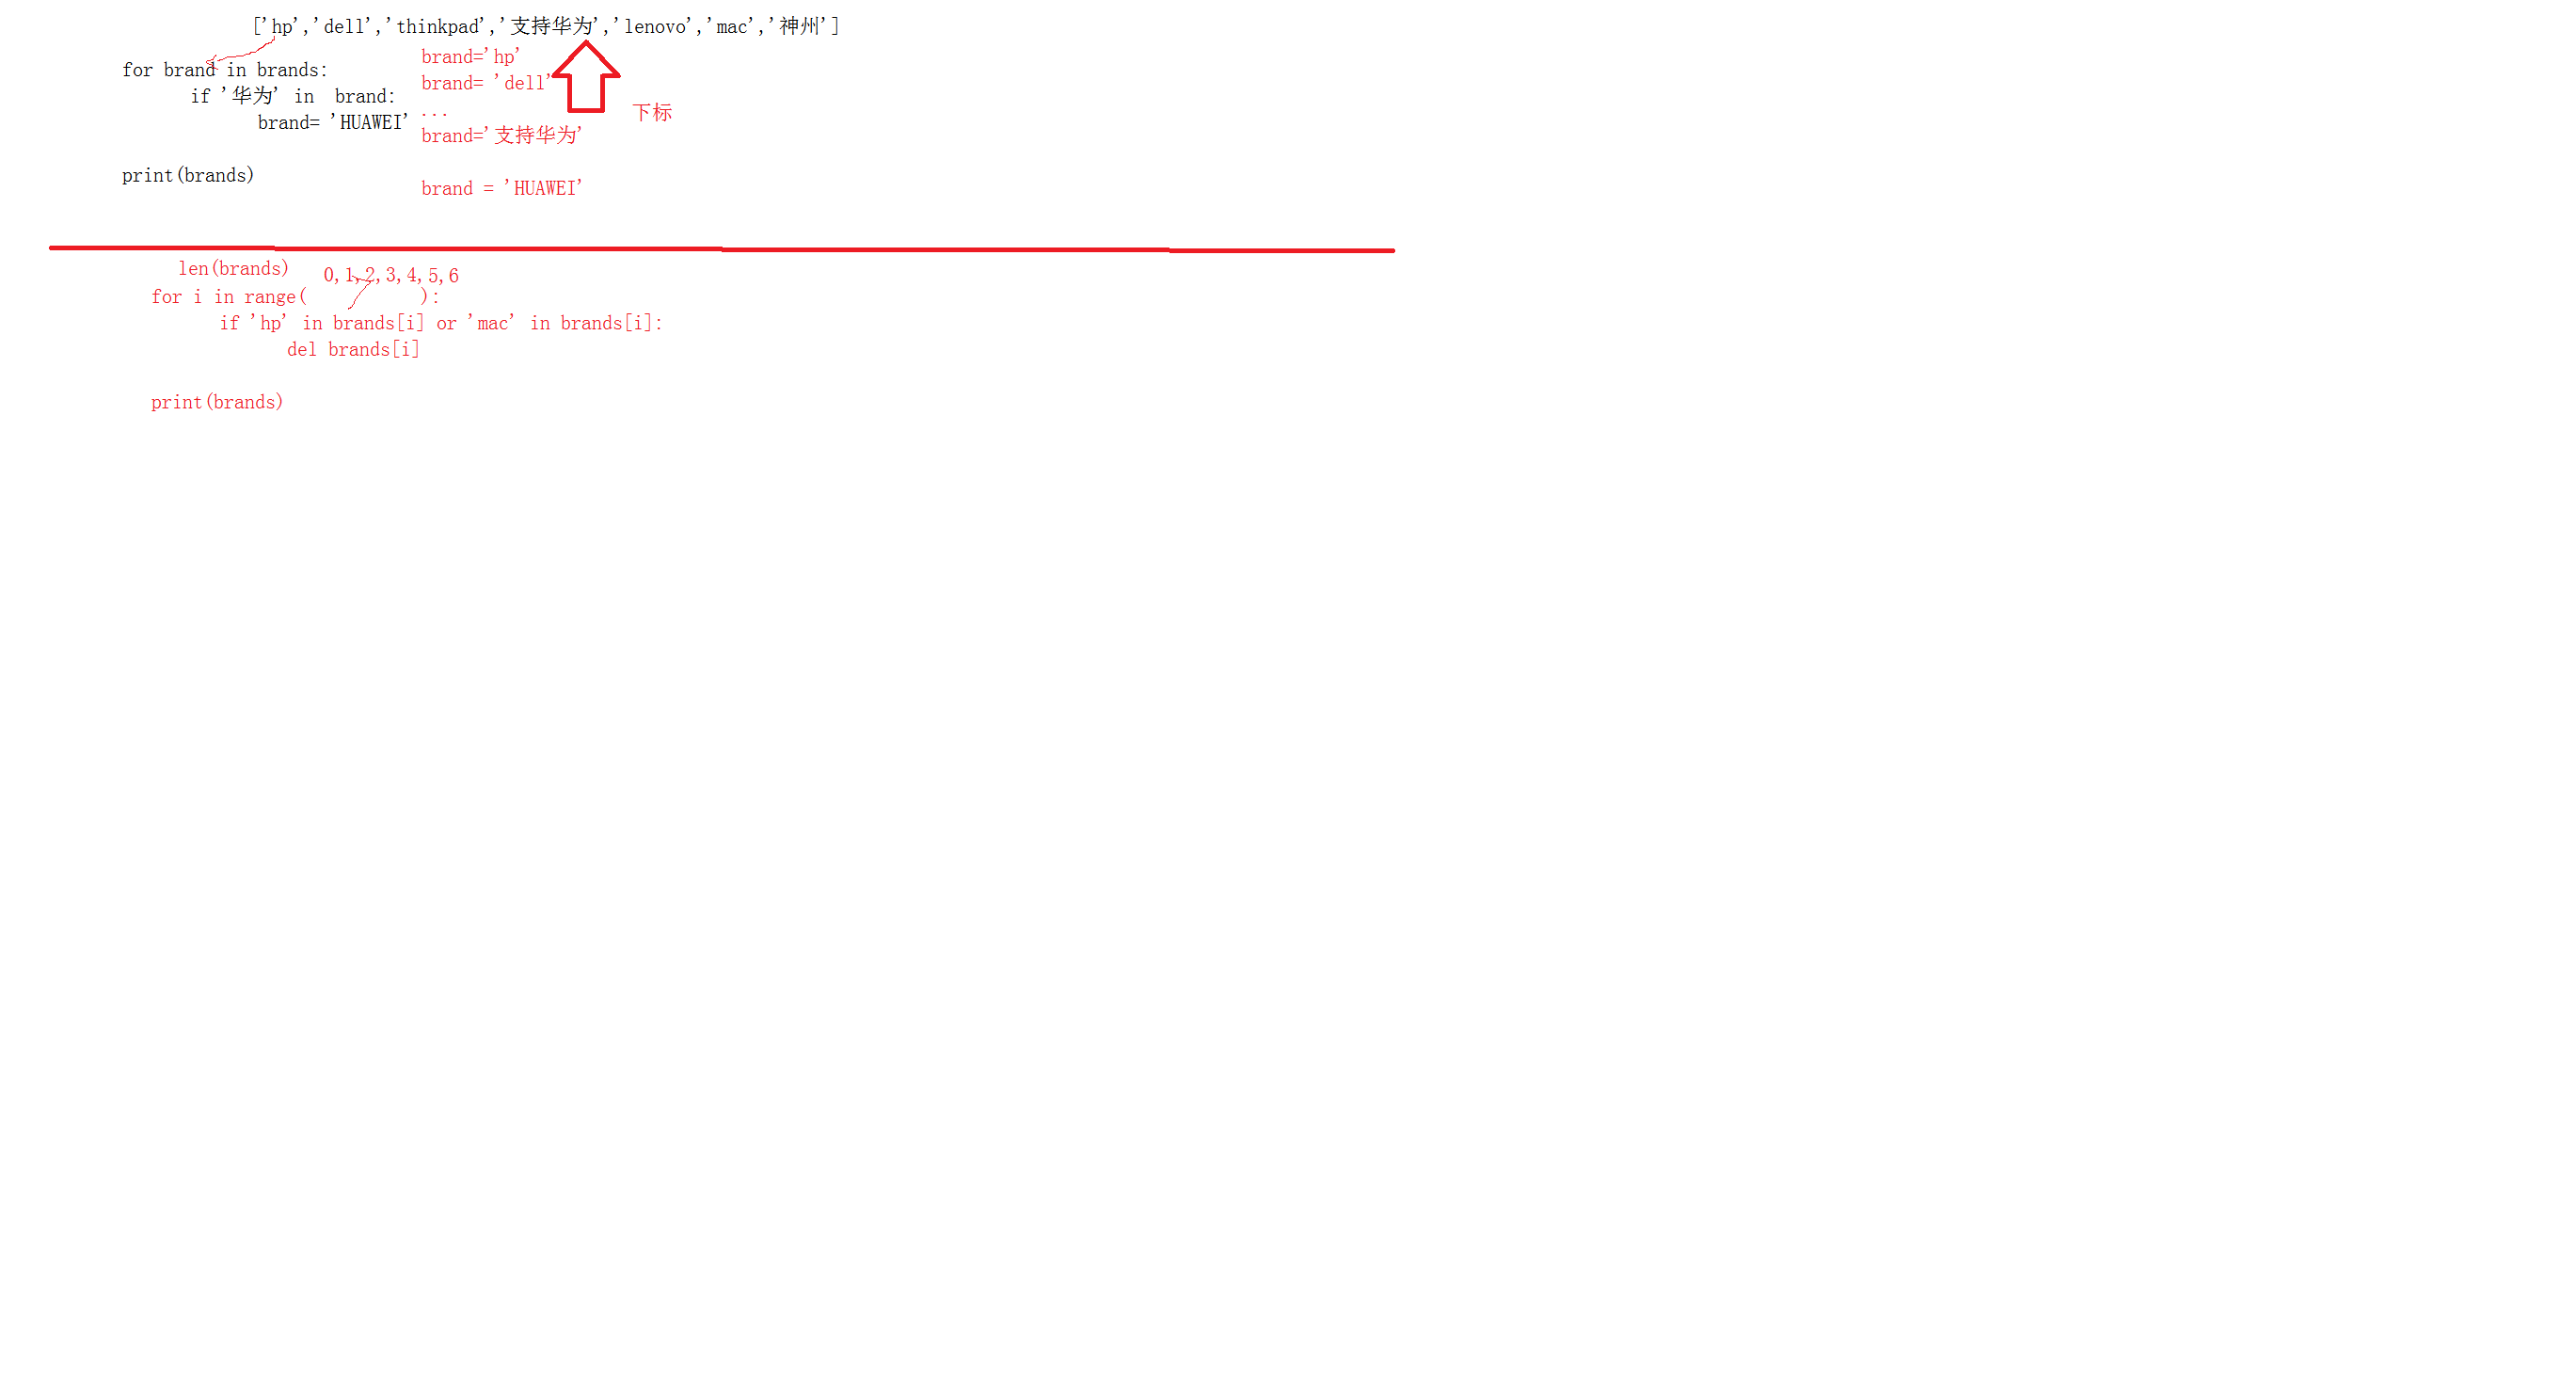 ['hp','dell','thinkpad','支持华为','lenovo','mac','神州']
for brand in brands:
if '华为' in  brand:
brand= 'HUAWEI'
print(brands)
brand='hp'
brand= 'dell'
...
brand='支持华为'
brand = 'HUAWEI'
下标
len(brands)
0,1,2,3,4,5,6
for i in range(          ):
if 'hp' in brands[i] or 'mac' in brands[i]:
del brands[i]
print(brands)